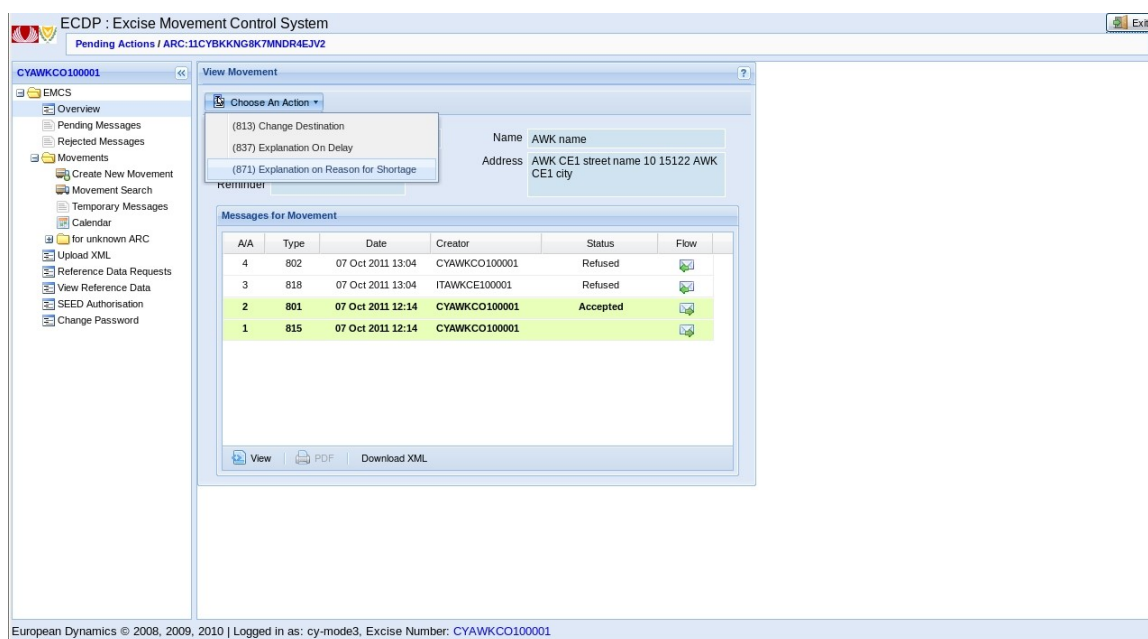 ECDP : Excise Movement Control System
Exit
Pending Actions / ARC:11CYBKKNG8K7MNDR4EJV2
CYAWKCO100001
EMCS
Overview
Pending Messages
Rejected Messages
Movements
Create New Movement
Movement Search
Temporary Messages
Calendar
for unknown ARC
Upload XML
Reference Data Requests
View Reference Data
SEED Authorisation
Change Password
View Movement
Choose An Action
(813) Change Destination
(837) Explanation On Delay
(871) Explanation on Reason for Shortage
Reminder
Name AWK name
Address AWK CE1 street name 10 15122 AWK
CE1 city
Messages for Movement
A/A Type Date Creator Status Flow
4 802 07 Oct 2011 13:04 CYAWKCO100001 Refused
3 818 07 Oct 2011 13:04 ITAWKCE100001 Refused
2 801 07 Oct 2011 12:14 CYAWKCO100001 Accepted
1 815 07 Oct 2011 12:14 CYAWKCO100001
View PDF Download XML
European Dynamics © 2008, 2009, 2010 | Logged in as: cy-mode3, Excise Number: CYAWKCO100001